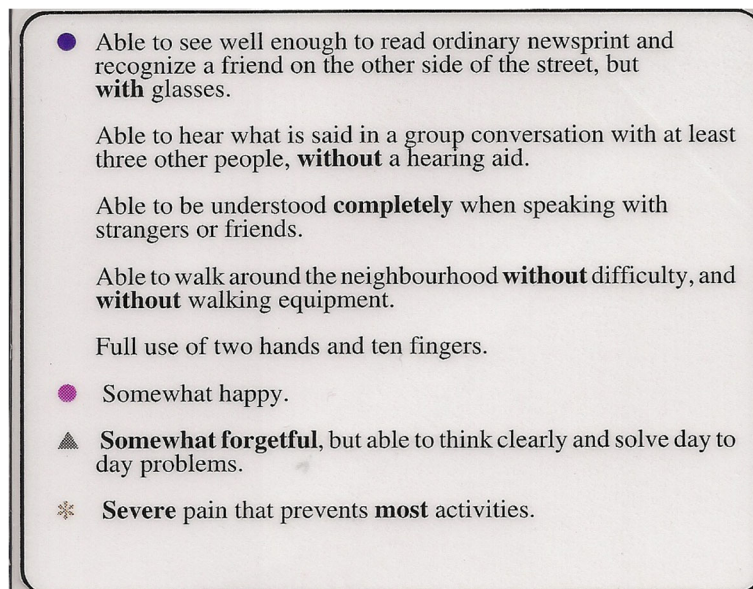 Able to see well enough to read ordinary newsprint and
recognize a friend on the other side of the street, but
with glasses.
Able to hear what is said in a group conversation with at least
three other people, without a hearing aid.
Able to be understood completely when speaking with
strangers or friends.
Able to walk around the neighbourhood without difficulty, and
without walking equipment.
Full use of two hands and ten fingers.
Somewhat happy.
Somewhat forgetful, but able to think clearly and solve day to
day problems.
Severe pain that prevents most activities.